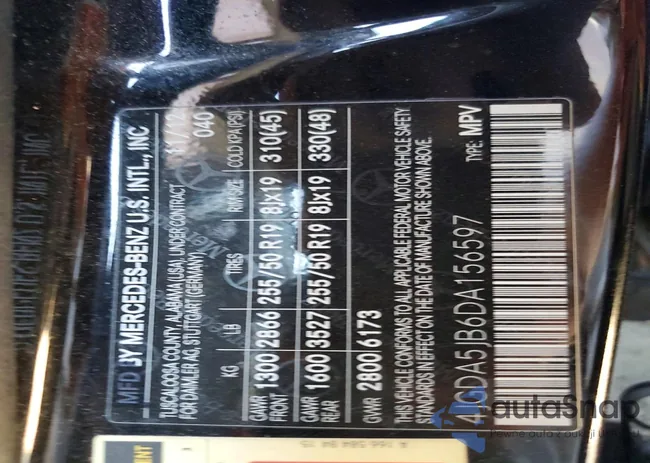 MFD BY MERCEDES-BENZ U.S. INTL., INC
TUSCALOOSA COUNTY, ALABAMA (USA), UNDER CONTRACT
FOR DAIMLER AG, STUTTGART (GERMANY)
040
KG LB TIRES RIM SIZE COLD KPA(PSI)
GAWR FRONT 1300 2866 255/50 R19 8Jx19 310(45)
GAWR REAR 1600 3527 255/50 R19 8Jx19 330(48)
GVWR 2800 6173
THIS VEHICLE CONFORMS TO ALL APPLICABLE FEDERAL MOTOR VEHICLE SAFETY
STANDARDS IN EFFECT ON THE DATE OF MANUFACTURE SHOWN ABOVE.
4JGDA5JB6DA156597 TYPE: MPV
autoSnap